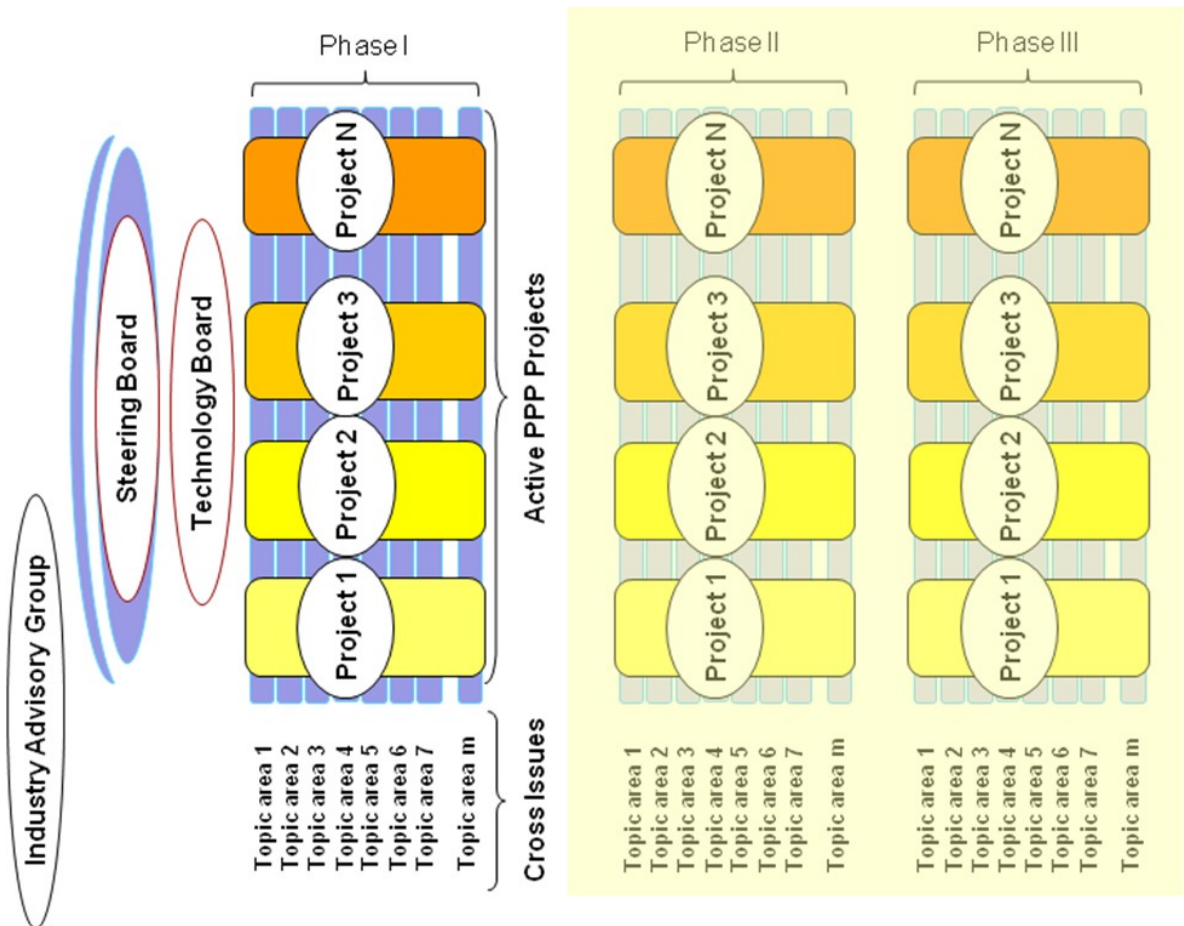 Phase I
Phase II
Phase III
Industry Advisory Group
Steering Board
Technology Board
Project N
Project 3
Project 2
Project 1
Active PPP Projects
Topic area 1
Topic area 2
Topic area 3
Topic area 4
Topic area 5
Topic area 6
Topic area 7
Topic area m
Cross Issues
Project N
Project 3
Project 2
Project 1
Topic area 1
Topic area 2
Topic area 3
Topic area 4
Topic area 5
Topic area 6
Topic area 7
Topic area m
Project N
Project 3
Project 2
Project 1
Topic area 1
Topic area 2
Topic area 3
Topic area 4
Topic area 5
Topic area 6
Topic area 7
Topic area m